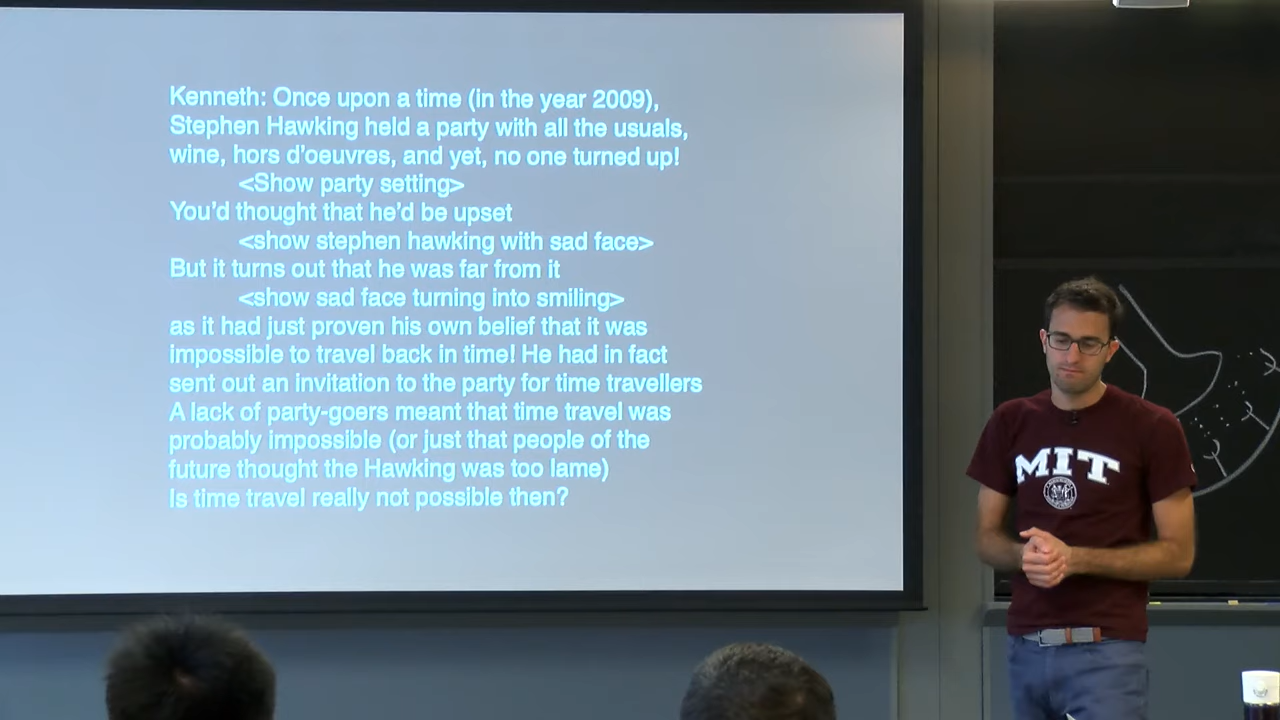 Kenneth: Once upon a time (in the year 2009),
Stephen Hawking held a party with all the usuals,
wine, hors d'oeuvres, and yet, no one turned up!
<Show party setting>
You'd thought that he'd be upset
<show stephen hawking with sad face>
But it turns out that he was far from it
<show sad face turning into smiling>
as it had just proven his own belief that it was
impossible to travel back in time! He had in fact
sent out an invitation to the party for time travellers
A lack of party-goers meant that time travel was
probably impossible (or just that people of the
future thought the Hawking was too lame)
Is time travel really not possible then?
MIT